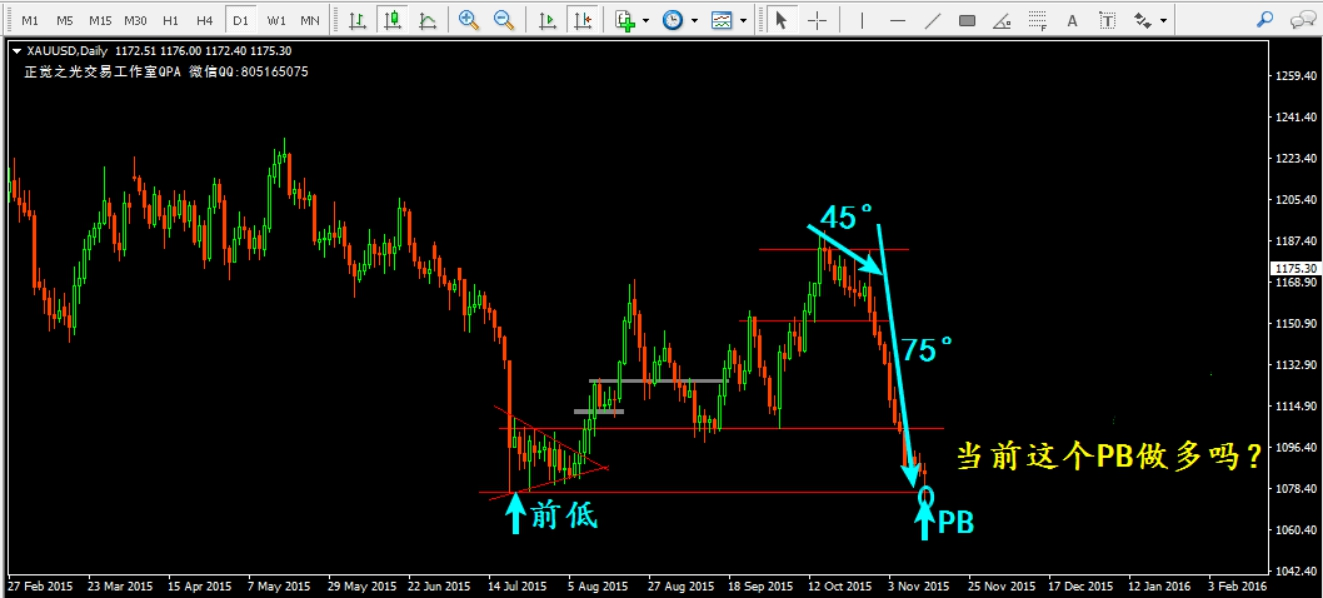 M1 M5 M15 M30 H1 H4 D1 W1 MN A T
XAUUSD,Daily 1172.51 1176.00 1172.40 1175.30
正觉之光交易工作室QPA 微信QQ:805165075
1259.40
1241.40
1223.40
1205.40
45°
1187.40
1175.30
1168.90
1150.90
75°
1132.90
1114.90
当前这个PB做多吗？
1096.40
1078.40
前低
PB
1060.40
1042.40
27 Feb 2015 23 Mar 2015 15 Apr 2015 7 May 2015 29 May 2015 22 Jun 2015 14 Jul 2015 5 Aug 2015 27 Aug 2015 18 Sep 2015 12 Oct 2015 3 Nov 2015 25 Nov 2015 17 Dec 2015 12 Jan 2016 3 Feb 2016